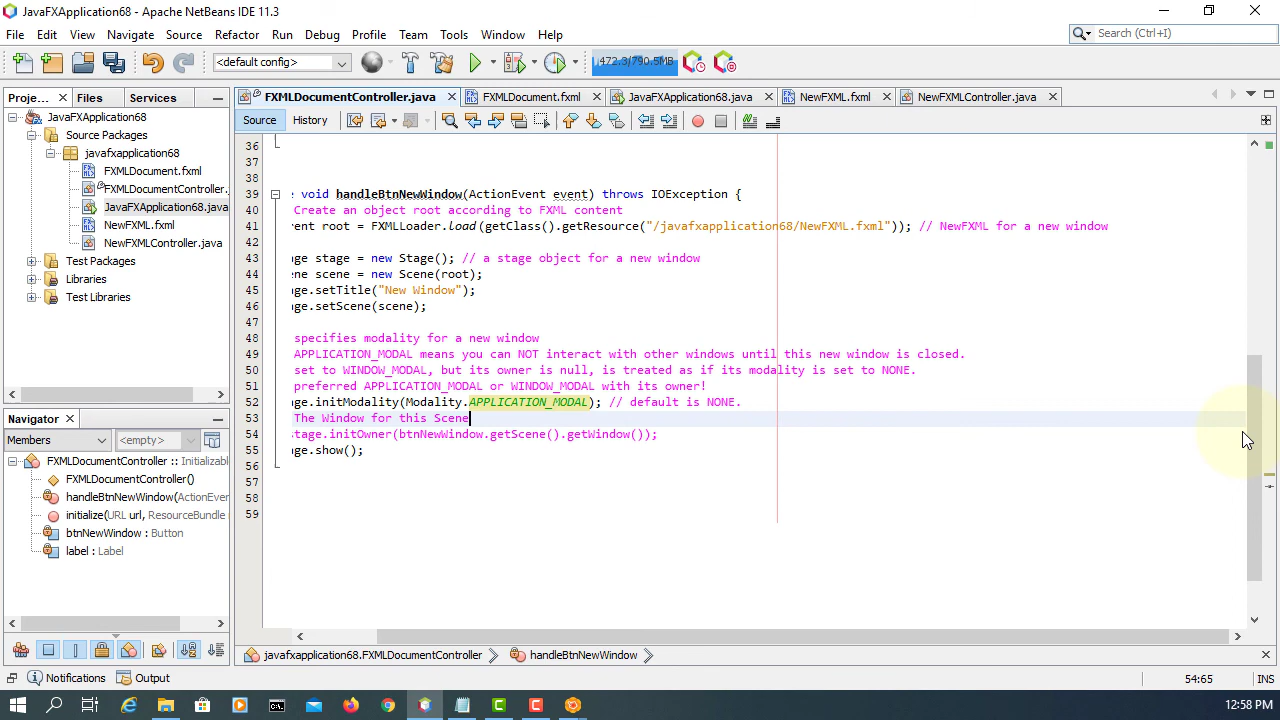 JavaFXApplication68 - Apache NetBeans IDE 11.3
File Edit View Navigate Source Refactor Run Debug Profile Team Tools Window Help
Search (Ctrl+I)
<default config>
472.3/790.5MB
Proje... Files Services
FXMLDocumentController.java FXMLDocument.fxml JavaFXApplication68.java NewFXML.fxml NewFXMLController.java
Source History
JavaFXApplication68
Source Packages
javafxapplication68
FXMLDocument.fxml
FXMLDocumentController.
JavaFXApplication68.java
NewFXML.fxml
NewFXMLController.java
Test Packages
Libraries
Test Libraries
36
37
38
39 e void handleBtnNewWindow(ActionEvent event) throws IOException {
40 Create an object root according to FXML content
41 ent root = FXMLLoader.load(getClass().getResource("/javafxapplication68/NewFXML.fxml")); // NewFXML for a new window
42
43 ge stage = new Stage(); // a stage object for a new window
44 ne scene = new Scene(root);
45 ge.setTitle("New Window");
46 ge.setScene(scene);
47
48 specifies modality for a new window
49 APPLICATION_MODAL means you can NOT interact with other windows until this new window is closed.
50 set to WINDOW_MODAL, but its owner is null, is treated as if its modality is set to NONE.
51 preferred APPLICATION_MODAL or WINDOW_MODAL with its owner!
52 ge.initModality(Modality.APPLICATION_MODAL); // default is NONE.
53 The Window for this Scene
54 stage.initOwner(btnNewWindow.getScene().getWindow());
55 ge.show();
56
57
58
59
Navigator
Members <empty>
FXMLDocumentController :: Initializabl
FXMLDocumentController()
handleBtnNewWindow(ActionEvent
initialize(URL url, ResourceBundle
btnNewWindow : Button
label : Label
javafxapplication68.FXMLDocumentController handleBtnNewWindow
Notifications Output
54:65 INS
12:58 PM